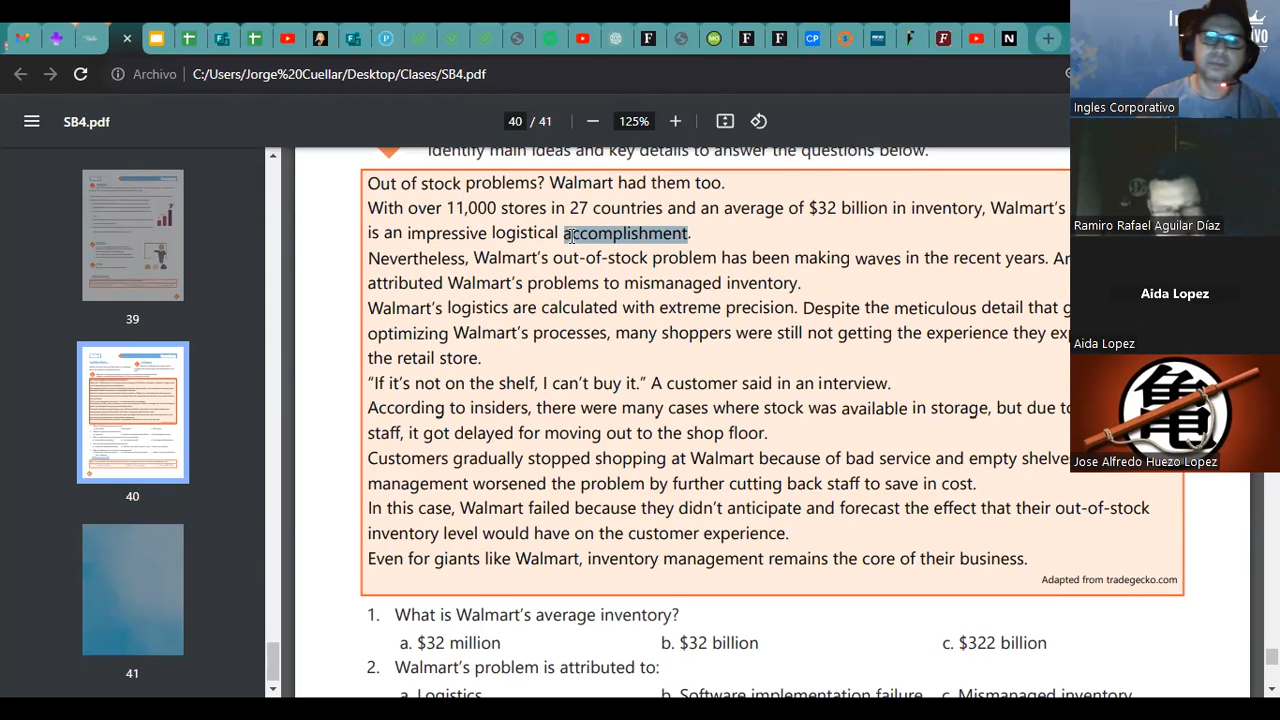 Archivo
C:/Users/Jorge%20Cuellar/Desktop/Clases/SB4.pdf
Ingles Corporativo
SB4.pdf
40 / 41
125%
Identify main ideas and key details to answer the questions below.
Out of stock problems? Walmart had them too.
With over 11,000 stores in 27 countries and an average of $32 billion in inventory, Walmart's
is an impressive logistical accomplishment.
Nevertheless, Walmart's out-of-stock problem has been making waves in the recent years.
attributed Walmart's problems to mismanaged inventory.
Walmart's logistics are calculated with extreme precision. Despite the meticulous detail that
optimizing Walmart's processes, many shoppers were still not getting the experience they
the retail store.
"If it's not on the shelf, I can't buy it." A customer said in an interview.
According to insiders, there were many cases where stock was available in storage, but due to
staff, it got delayed for moving out to the shop floor.
Customers gradually stopped shopping at Walmart because of bad service and empty
management worsened the problem by further cutting back staff to save in cost.
In this case, Walmart failed because they didn't anticipate and forecast the effect that their out-of-stock
inventory level would have on the customer experience.
Even for giants like Walmart, inventory management remains the core of their business.
Adapted from tradegecko.com
1. What is Walmart's average inventory?
a. $32 million b. $32 billion c. $322 billion
2. Walmart's problem is attributed to:
a. Logistics b. Software implementation failure c. Mismanaged inventory
39
40
41
Ramiro Rafael Aguilar Díaz
Aida Lopez
Aida Lopez
亀
Jose Alfredo Huezo Lopez